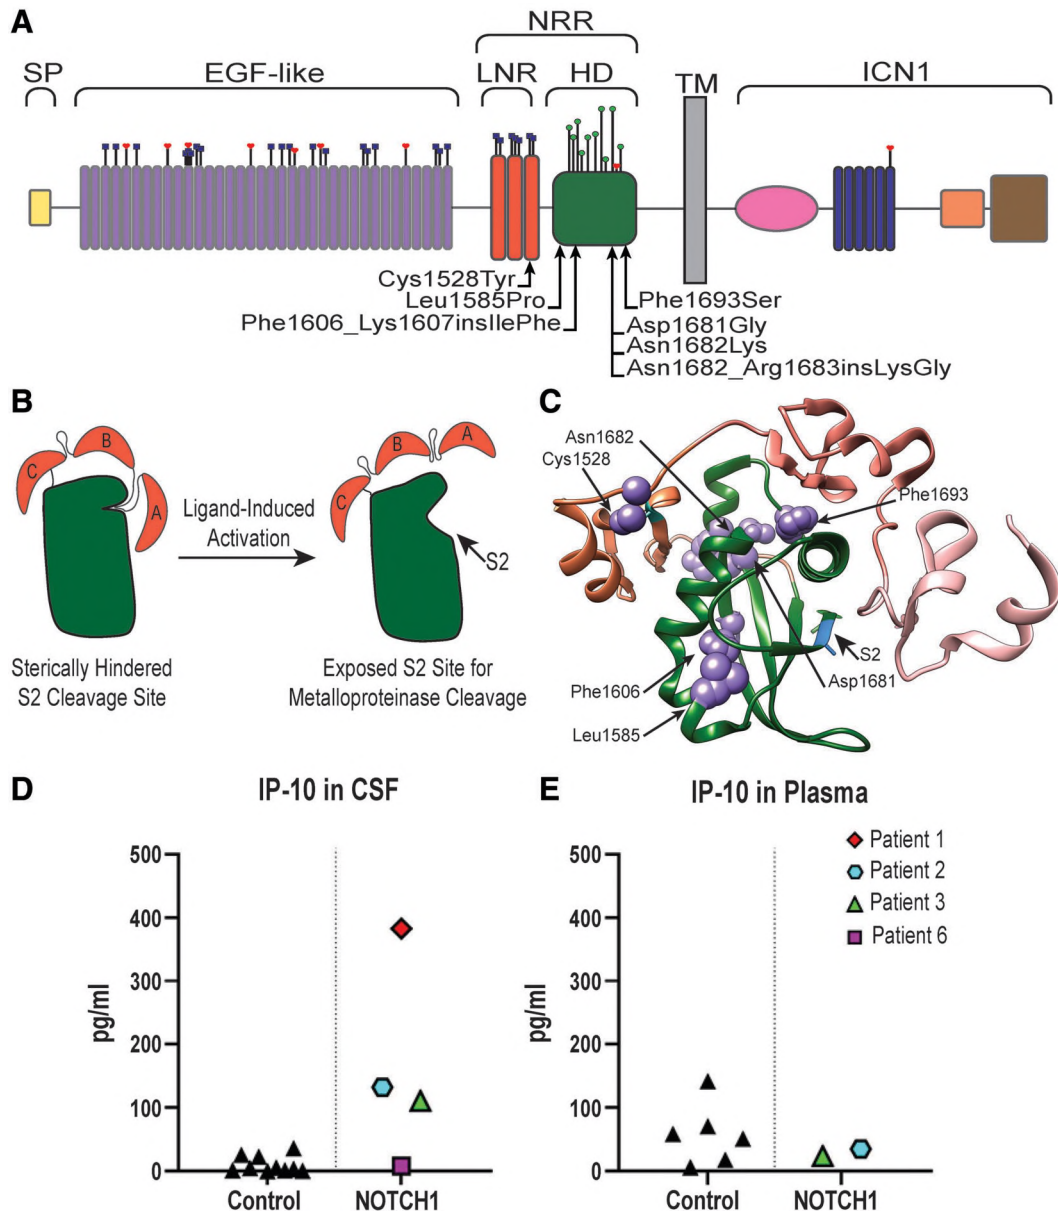 A
NRR
SP
EGF-like
LNR
HD
TM
ICN1
Cys1528Tyr
Leu1585Pro
Phe1606_Lys1607insIlePhe
Phe1693Ser
Asp1681Gly
Asn1682Lys
Asn1682_Arg1683insLysGly
B
C
B
A
Ligand-Induced
Activation
C
B
A
S2
Sterically Hindered
S2 Cleavage Site
Exposed S2 Site for
Metalloproteinase Cleavage
C
Asn1682
Cys1528
Phe1693
S2
Phe1606
Asp1681
Leu1585
D
IP-10 in CSF
500
400
300
200
100
0
pg/ml
Control
NOTCH1
E
IP-10 in Plasma
500
400
300
200
100
0
pg/ml
Control
NOTCH1
Patient 1
Patient 2
Patient 3
Patient 6